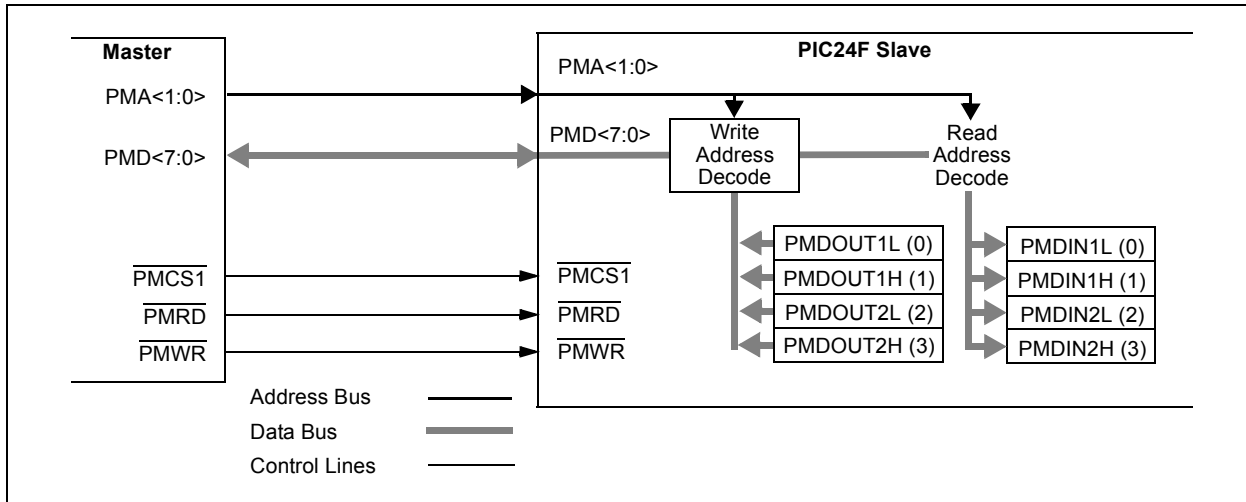 Master
PIC24F Slave
PMA<1:0>
PMA<1:0>
PMD<7:0>
PMD<7:0>
Write
Address
Decode
Read
Address
Decode
PMDOUT1L (0)
PMDOUT1H (1)
PMDOUT2L (2)
PMDOUT2H (3)
PMDIN1L (0)
PMDIN1H (1)
PMDIN2L (2)
PMDIN2H (3)
PMCS1
PMCS1
PMRD
PMRD
PMWR
PMWR
Address Bus
Data Bus
Control Lines